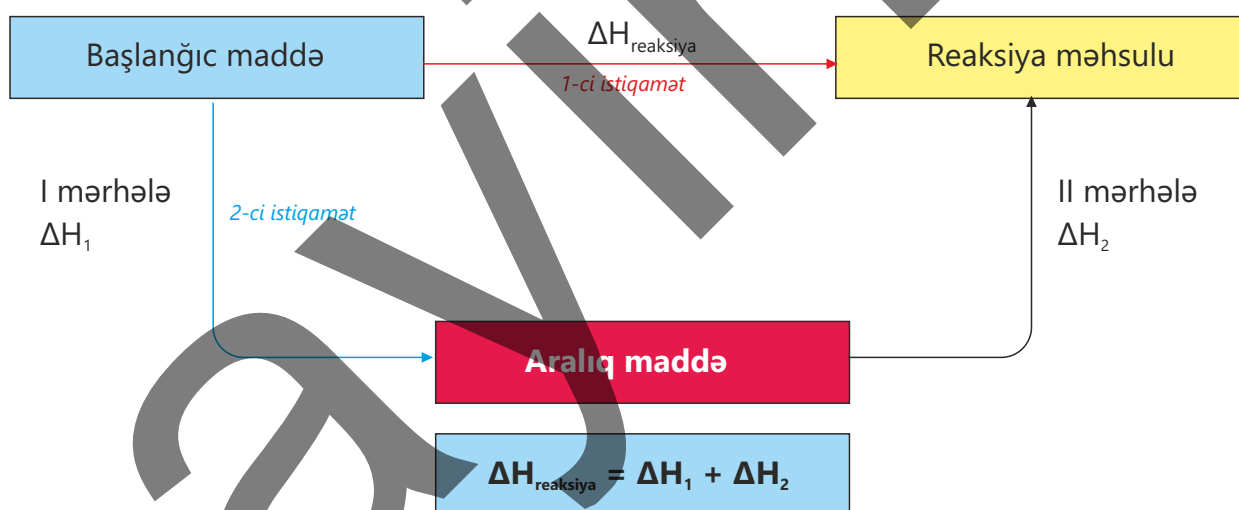 Başlanğıc maddə
ΔHreaksiya
1-ci istiqamət
Reaksiya məhsulu
I mərhələ
ΔH₁
2-ci istiqamət
II mərhələ
ΔH₂
Aralıq maddə
ΔHreaksiya = ΔH₁ + ΔH₂